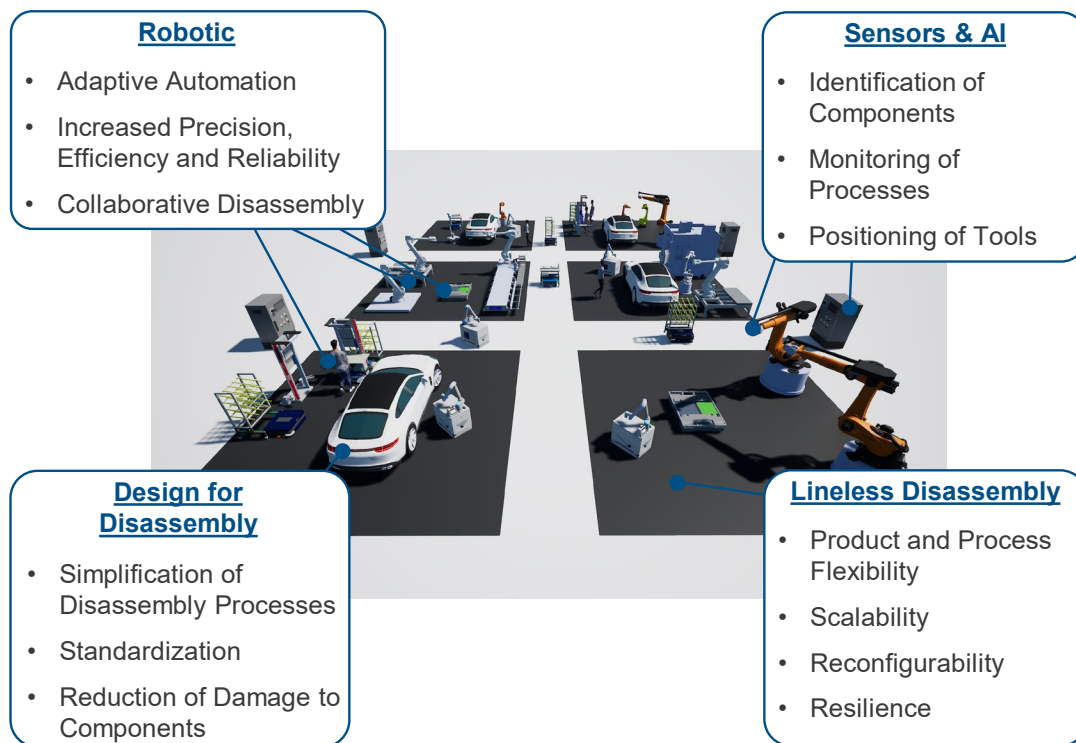 Robotic
• Adaptive Automation
• Increased Precision,
Efficiency and Reliability
• Collaborative Disassembly
Sensors & AI
• Identification of
Components
• Monitoring of
Processes
• Positioning of Tools
Design for
Disassembly
• Simplification of
Disassembly Processes
• Standardization
• Reduction of Damage to
Components
Lineless Disassembly
• Product and Process
Flexibility
• Scalability
• Reconfigurability
• Resilience